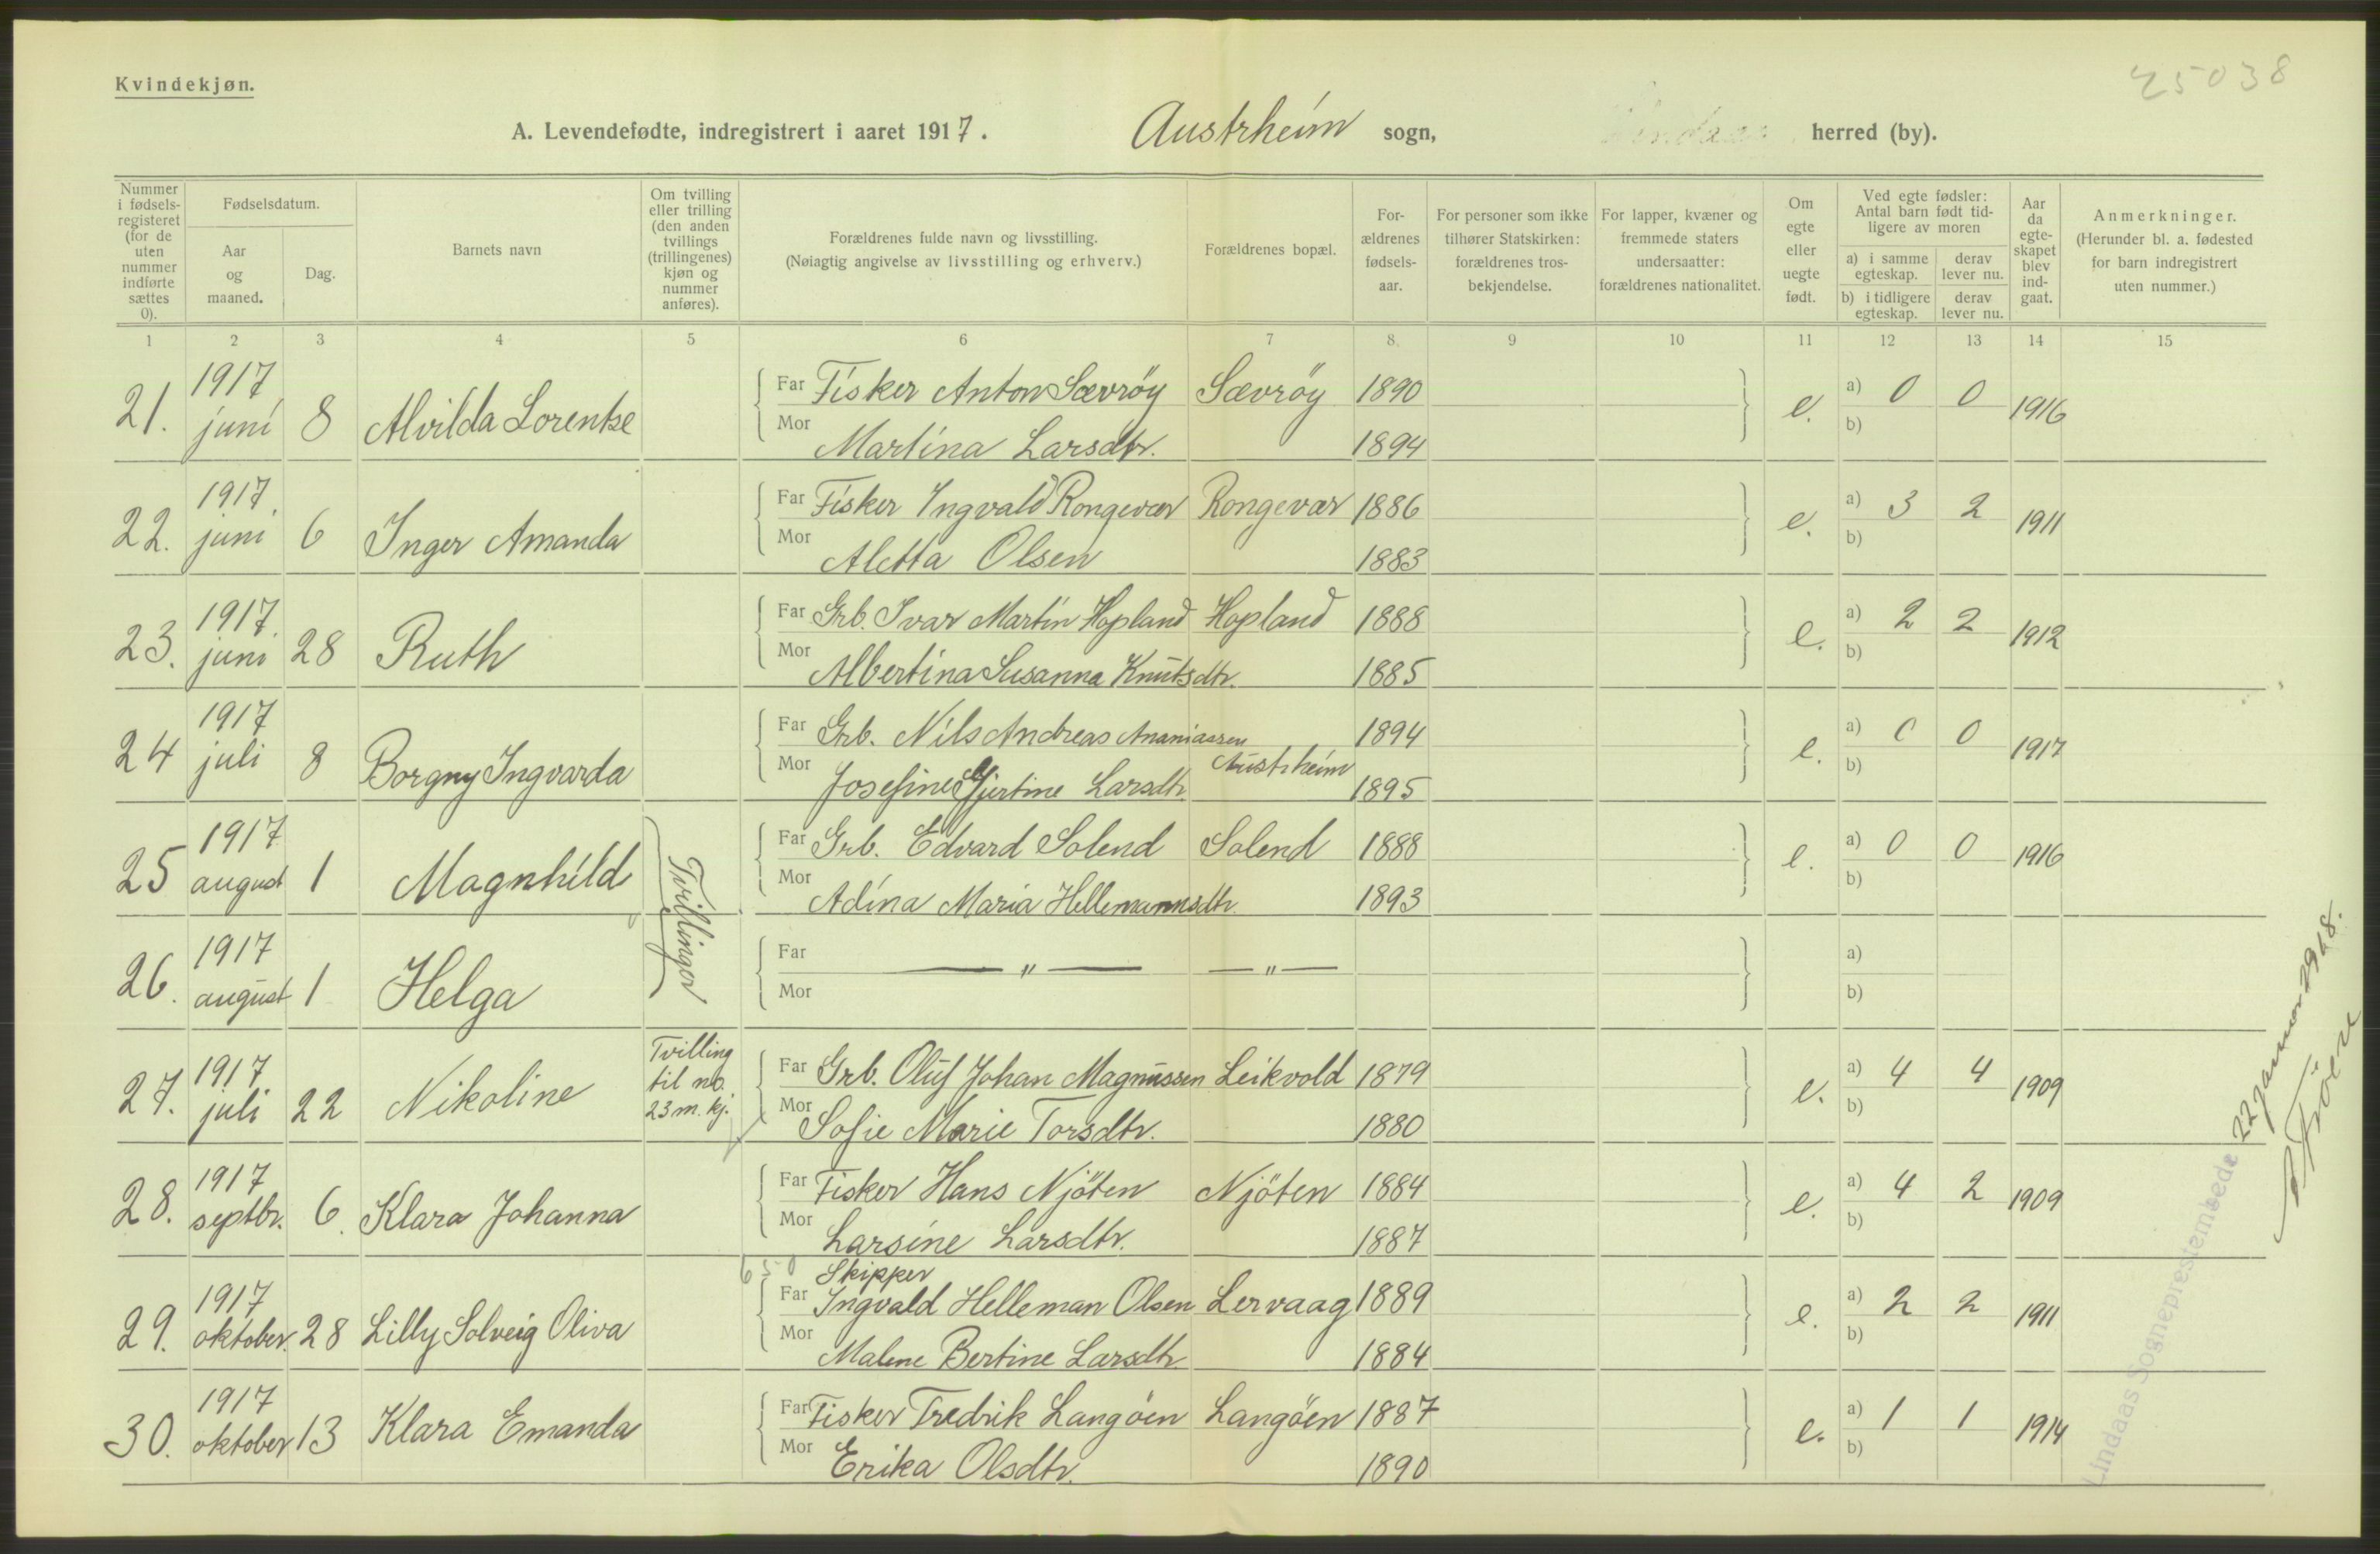 Kvindekjøn.
25038
A. Levendefødte, indregistrert i aaret 1917. Austrheim sogn, Lindaas herred (by).
Nummer i fødselsregisteret (for de uten nummer indførte sættes 0).
Fødselsdatum.
Aar og maaned.
Dag.
Barnets navn
Om tvilling eller trilling (den anden tvillings (trillingenes) kjøn og nummer anføres).
Forældrenes fulde navn og livsstilling.
(Nøiagtig angivelse av livsstilling og erhverv.)
Forældrenes bopæl.
Forældrenes fødselsaar.
For personer som ikke tilhører Statskirken: forældrenes trosbekjendelse.
For lapper, kvæner og fremmede staters undersaatter: forældrenes nationalitet.
Om egte eller uegte født.
Ved egte fødsler: Antal barn født tidligere av moren
a) i samme egteskap. derav lever nu.
b) i tidligere egteskap. derav lever nu.
Aar da egteskapet blev indgaat.
Anmerkninger.
(Herunder bl. a. fødested for barn indregistrert uten nummer.)
1 2 3 4 5 6 7 8. 9 10 11 12 13 14 15
21. 1917 juni 8 Alvilda Lorentse Far Fisker Anton Sævröy Sævröy 1890 e. a) 0 0 1916
Mor Martina Larsdtr. 1894 b)
22. 1917 juni 6 Inger Amanda Far Fisker Ingvald Rongevær Rongevær 1886 e. a) 3 2 1911
Mor Aletta Olsen 1883 b)
23. 1917 juni 28 Ruth Far Grb. Ivar Martin Hopland Hopland 1888 e. a) 2 2 1912
Mor Albertina Susanna Knutsdtr. 1885 b)
24 1917 juli 8 Borgny Ingvarda Far Grb. Nils Andreas Ananiassen Austrheim 1894 e. a) 0 0 1917
Mor Josefine Gjertine Larsdtr. 1895 b)
25 1917 august 1 Magnhild Tvillinger Far Grb. Edvard Solend Solend 1888 e. a) 0 0 1916
Mor Adina Maria Hellemannsdtr. 1893 b)
26. 1917 august 1 Helga Far — " — — " — a)
Mor b)
27. 1917 juli 22 Nikoline Tvilling til no. 23 m. kj. Far Grb. Oluf Johan Magnussen Leikvold 1879 e. a) 4 4 1909
Mor Sofie Marie Torsdtr. 1880 b)
28. 1917 septbr. 6 Klara Johanna Far Fisker Hans Njöten Njöten 1884 e. a) 4 2 1909
Mor Larsine Larsdtr. 1887 b)
650
29. 1917 oktober 28 Lilly Solveig Oliva Far Skipper Ingvald Helleman Olsen Lervaag 1889 e. a) 2 2 1911
Mor Malene Bertine Larsdtr. 1884 b)
30. 1917 oktober 13 Klara Emanda Far Fisker Fredrik Langöen Langöen 1887 e. a) 1 1 1914
Mor Erika Olsdtr. 1890 b)
Lindaas Sogneprestembede 22 januar 1918.